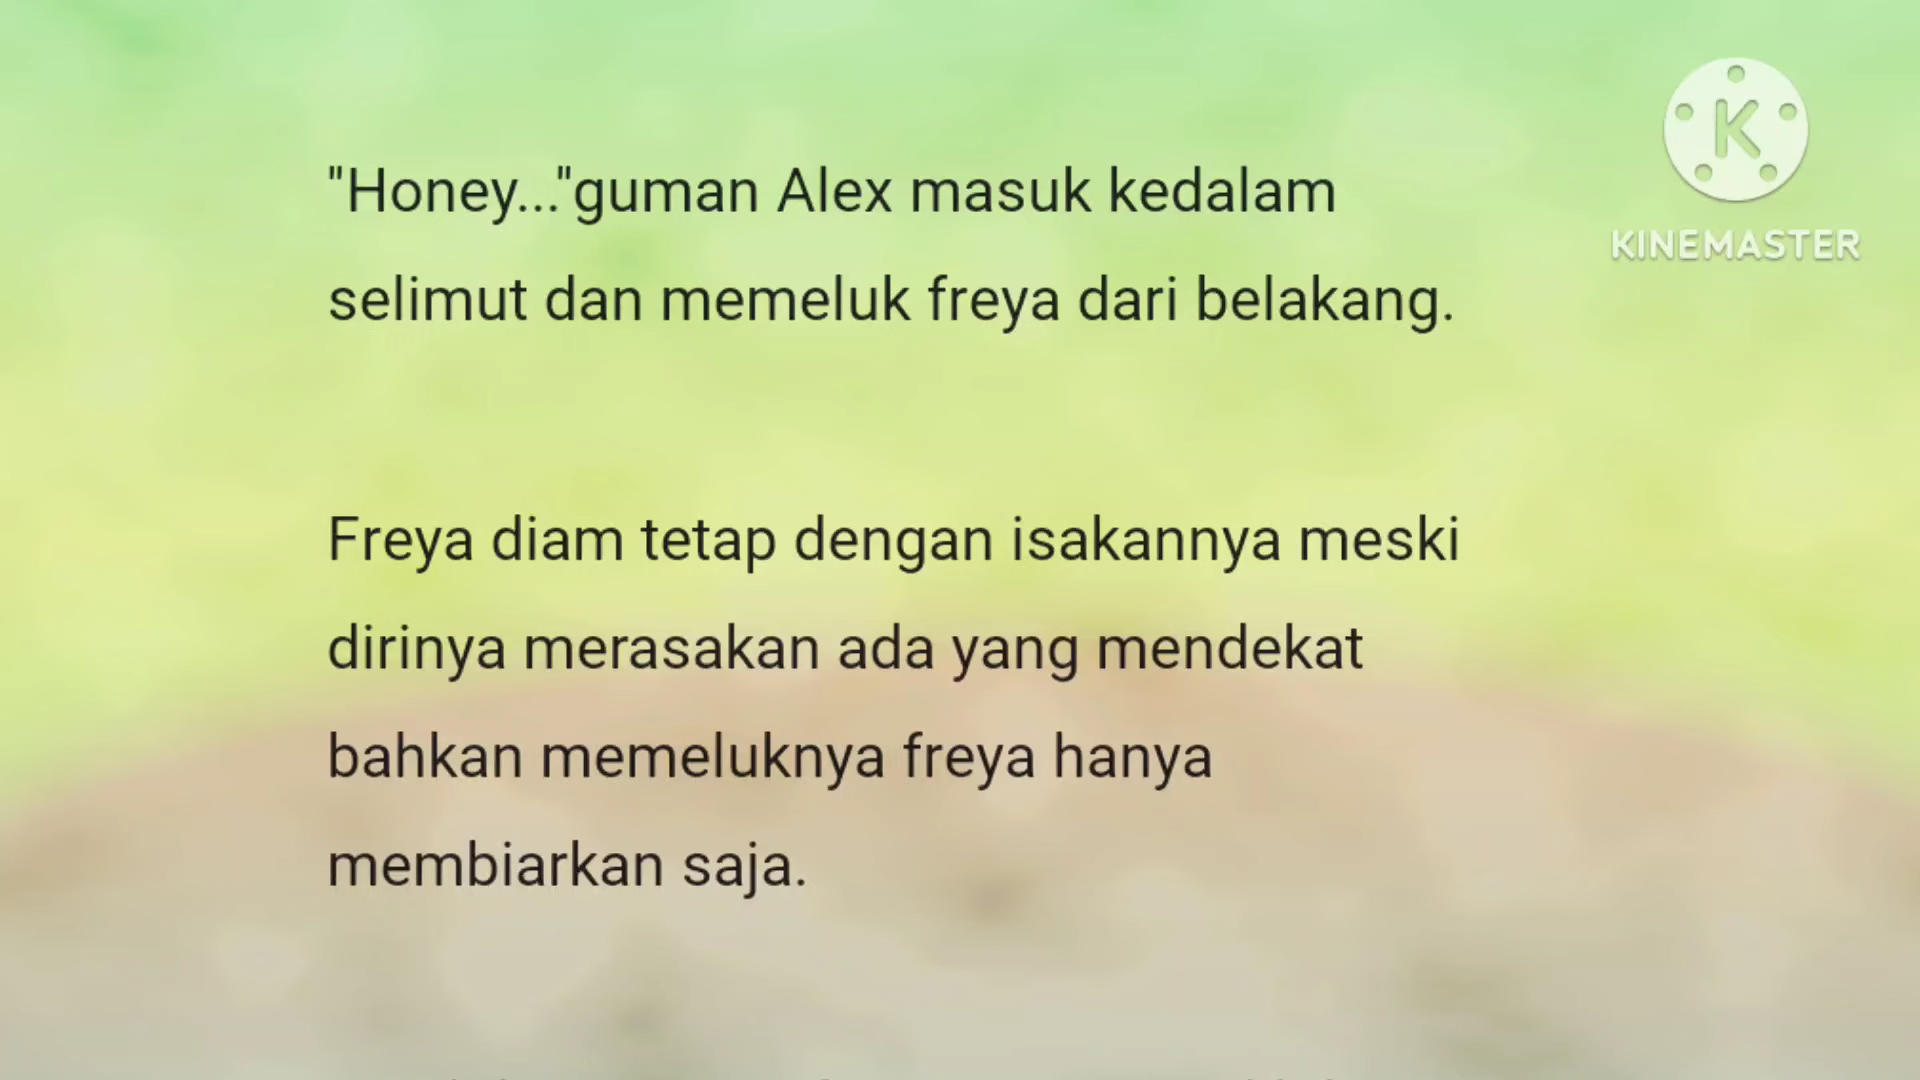 "Honey..."guman Alex masuk kedalam
selimut dan memeluk freya dari belakang.
Freya diam tetap dengan isakannya meski
dirinya merasakan ada yang mendekat
bahkan memeluknya freya hanya
membiarkan saja.
K
KINEMASTER